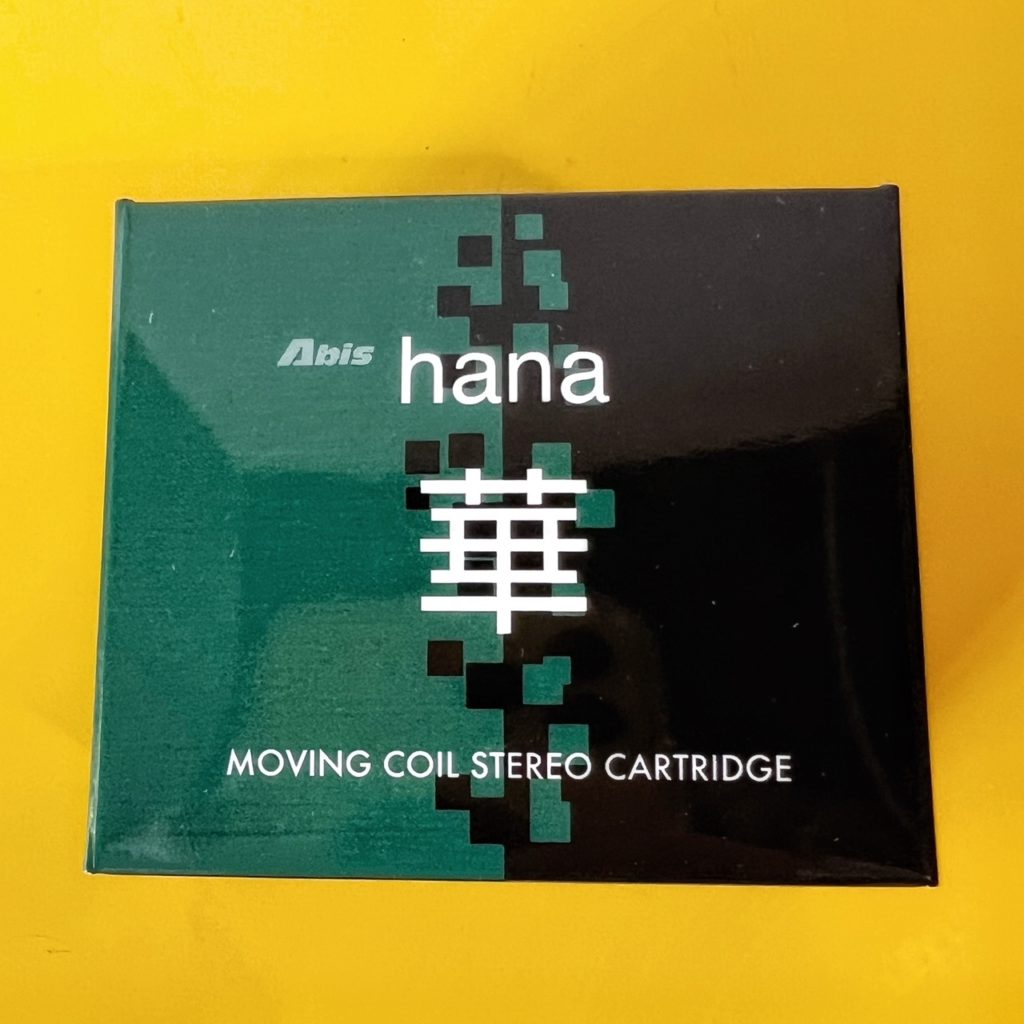 Abis hana
華
MOVING COIL STEREO CARTRIDGE